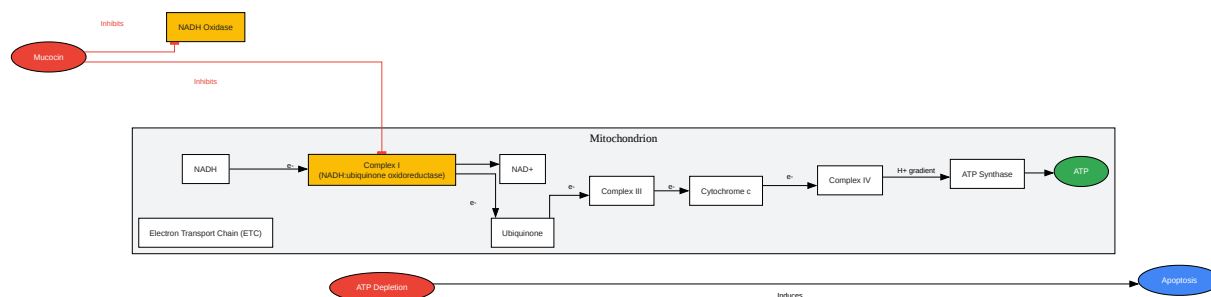 Inhibits
NADH Oxidase
Mucocin
Inhibits
Mitochondrion
NADH
e-
Complex I
(NADH:ubiquinone oxidoreductase)
NAD+
e-
Ubiquinone
e-
Complex III
e-
Cytochrome c
e-
Complex IV
H+ gradient
ATP Synthase
ATP
Electron Transport Chain (ETC)
ATP Depletion
Induces
Apoptosis